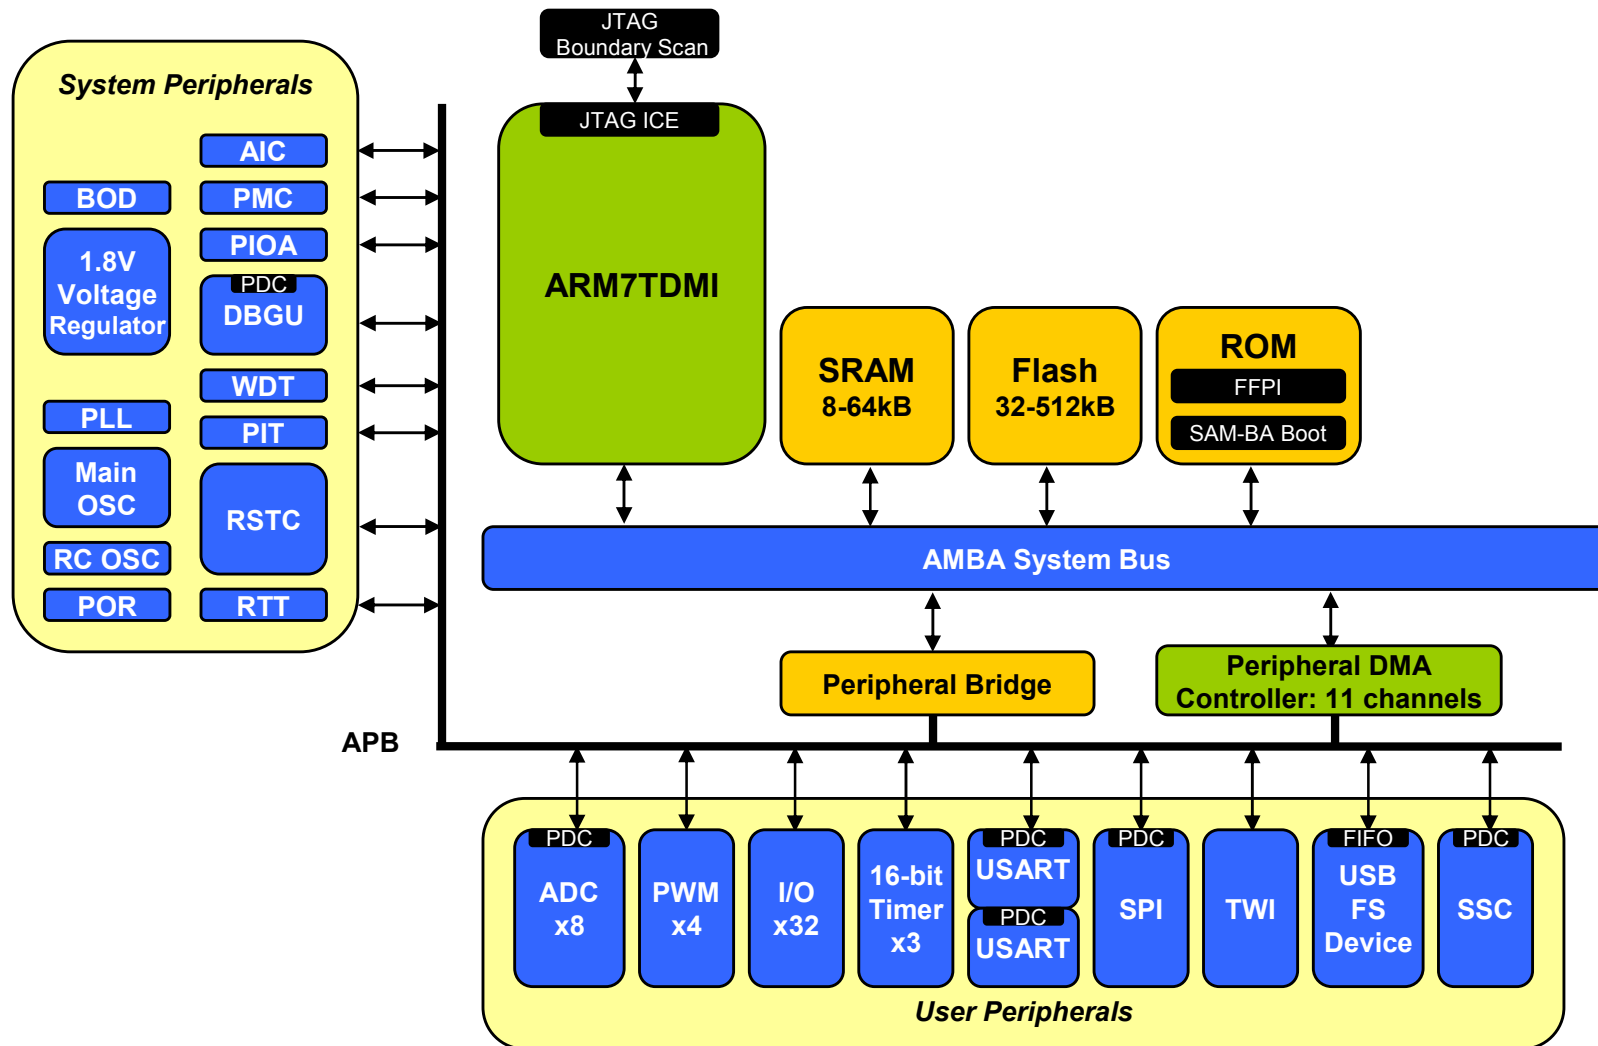 JTAG
Boundary Scan
System Peripherals
JTAG ICE
AIC
BOD
PMC
PIOA
1.8V
Voltage
Regulator
PDC
DBGU
WDT
PLL
PIT
Main
OSC
RSTC
RC OSC
POR
RTT
ARM7TDMI
SRAM
8-64kB
Flash
32-512kB
ROM
FFPI
SAM-BA Boot
AMBA System Bus
Peripheral Bridge
Peripheral DMA
Controller: 11 channels
APB
PDC
ADC
x8
PWM
x4
I/O
x32
16-bit
Timer
x3
PDC
USART
PDC
USART
PDC
SPI
TWI
FIFO
USB
FS
Device
PDC
SSC
User Peripherals